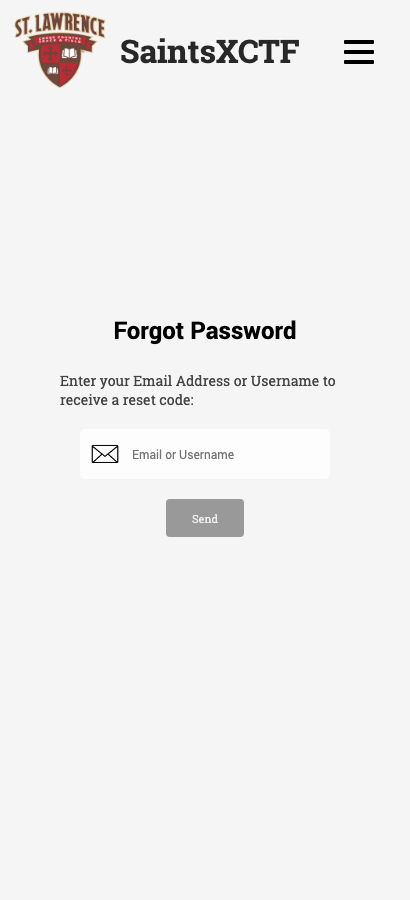 ST. LAWRENCE
SaintsXCTF
Forgot Password
Enter your Email Address or Username to
receive a reset code:
Email or Username
Send